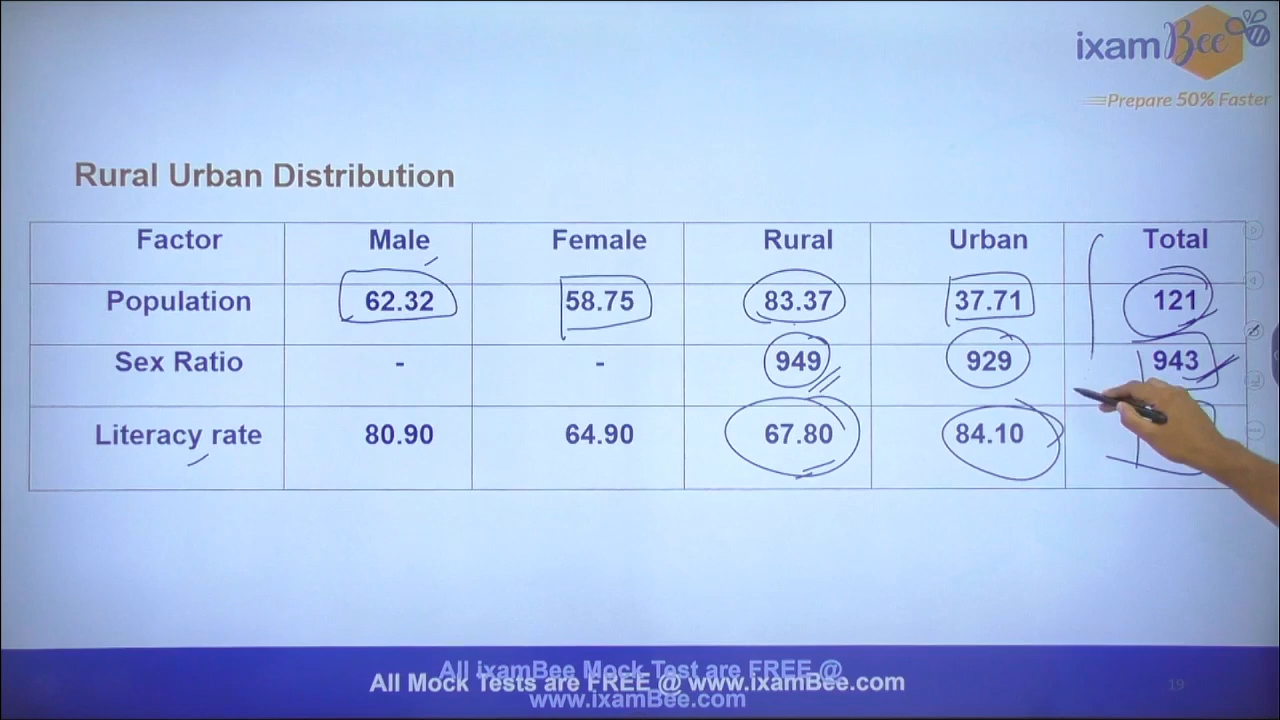 ixamBee
Prepare 50% Faster
Rural Urban Distribution
Factor Male Female Rural Urban Total
Population 62.32 58.75 83.37 37.71 121
Sex Ratio - - 949 929 943
Literacy rate 80.90 64.90 67.80 84.10
All ixamBee Mock Test are FREE @
All Mock Tests are FREE @ www.ixamBee.com
www.ixamBee.com
19